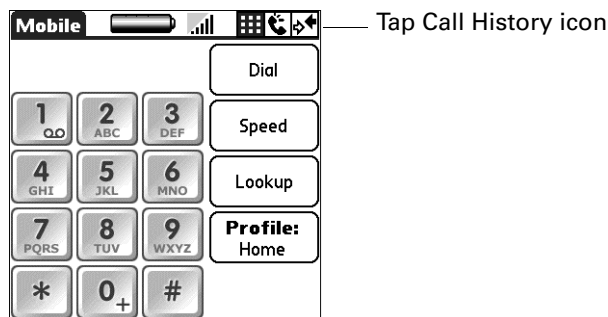 Mobile
Tap Call History icon
Dial
1 2 ABC 3 DEF
Speed
4 GHI 5 JKL 6 MNO
Lookup
7 PQRS 8 TUV 9 WXYZ
Profile:
Home
* 0 + #